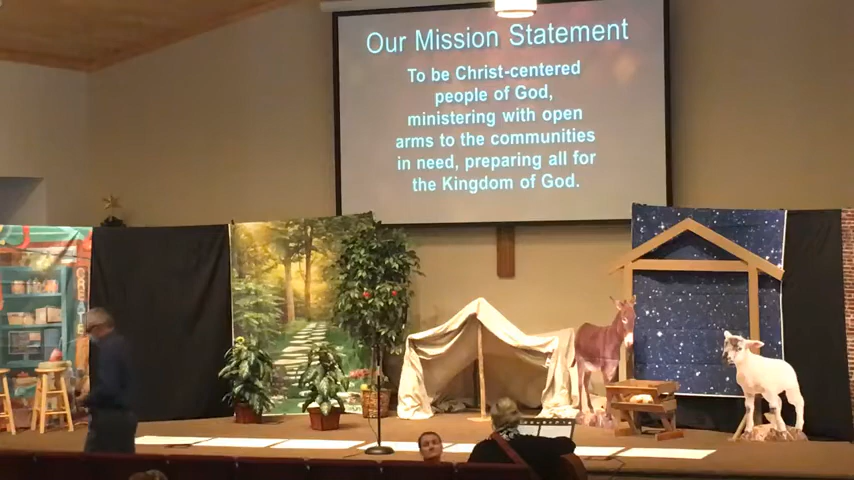 Our Mission Statement
To be Christ-centered
people of God,
ministering with open
arms to the communities
in need, preparing all for
the Kingdom of God.
CREATE